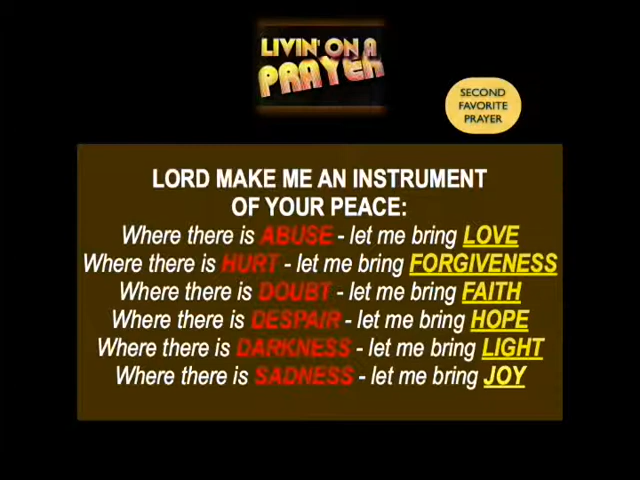 LIVIN' ON A
PRAYER
SECOND
FAVORITE
PRAYER
LORD MAKE ME AN INSTRUMENT
OF YOUR PEACE:
Where there is ABUSE - let me bring LOVE
Where there is HURT - let me bring FORGIVENESS
Where there is DOUBT - let me bring FAITH
Where there is DESPAIR - let me bring HOPE
Where there is DARKNESS - let me bring LIGHT
Where there is SADNESS - let me bring JOY